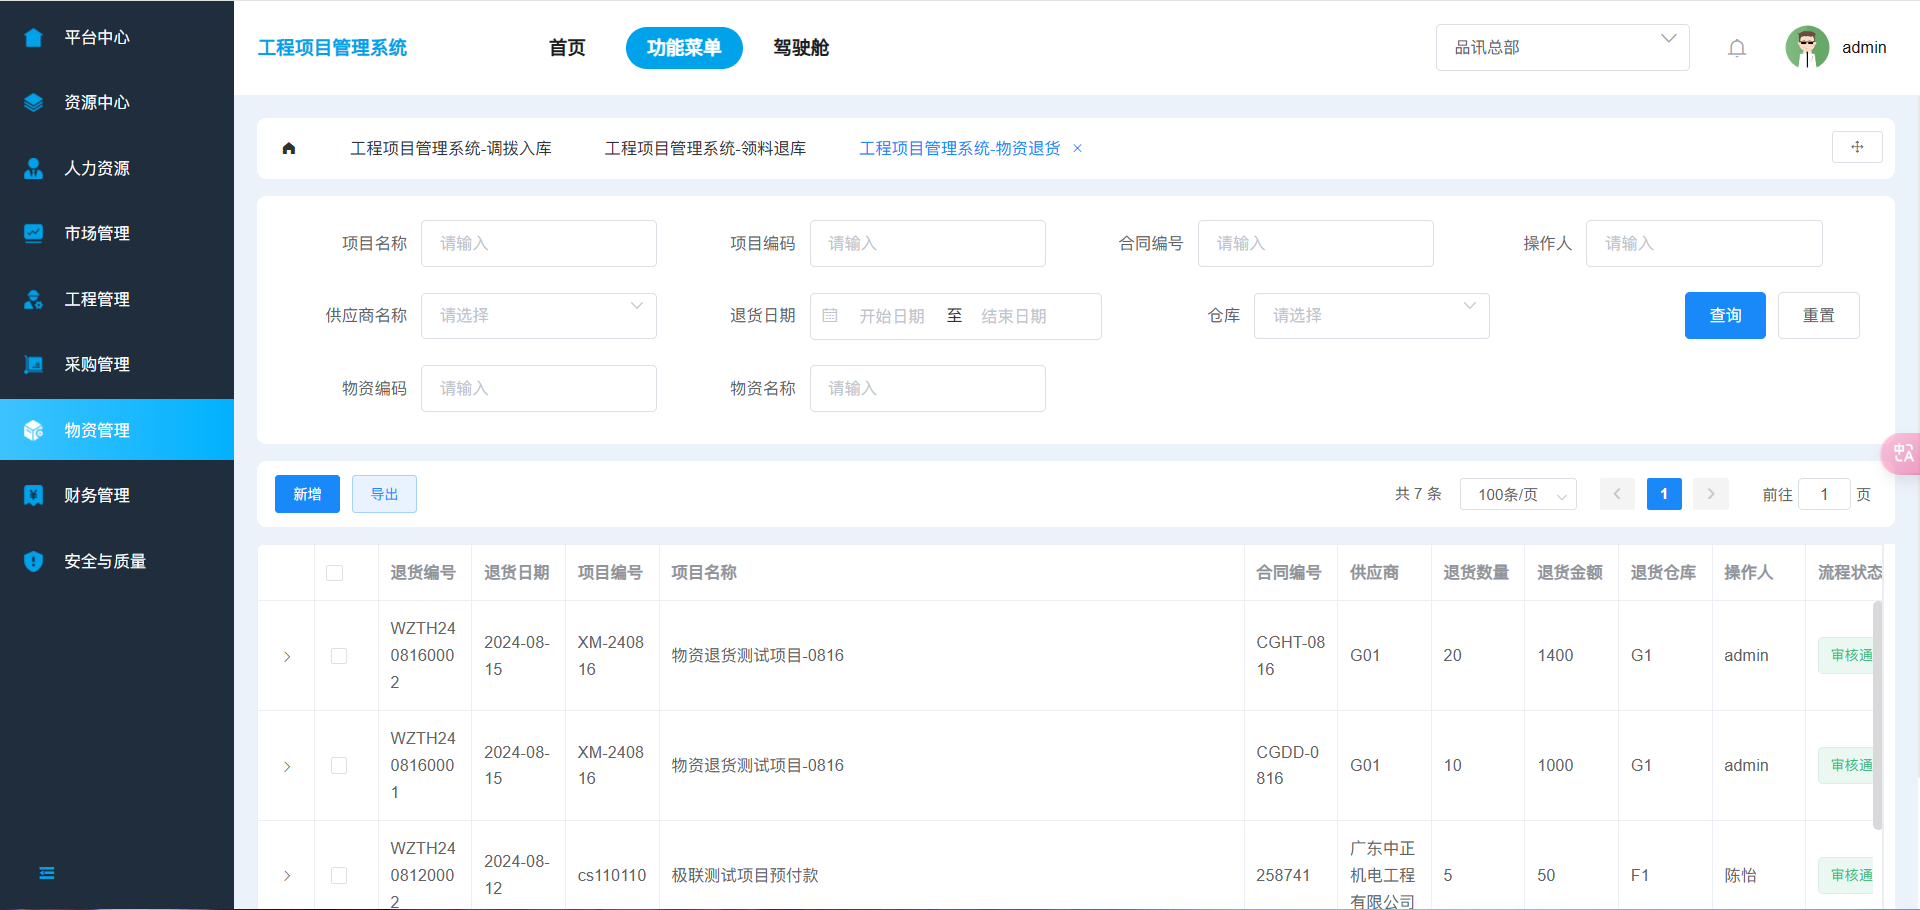 平台中心
资源中心
人力资源
市场管理
工程管理
采购管理
物资管理
财务管理
安全与质量
工程项目管理系统
首页
功能菜单
驾驶舱
品讯总部
admin
工程项目管理系统-调拨入库
工程项目管理系统-领料退库
工程项目管理系统-物资退货 ×
项目名称 请输入
项目编码 请输入
合同编号 请输入
操作人 请输入
供应商名称 请选择
退货日期 开始日期 至 结束日期
仓库 请选择
查询
重置
物资编码 请输入
物资名称 请输入
新增
导出
共 7 条
100条/页
1
前往 1 页
中A
退货编号 退货日期 项目编号 项目名称 合同编号 供应商 退货数量 退货金额 退货仓库 操作人 流程状态
WZTH24
0816000
2
2024-08-
15
XM-2408
16
物资退货测试项目-0816
CGHT-08
16
G01
20
1400
G1
admin
审核通
WZTH24
0816000
1
2024-08-
15
XM-2408
16
物资退货测试项目-0816
CGDD-0
816
G01
10
1000
G1
admin
审核通
WZTH24
0812000
2
2024-08-
12
cs110110
极联测试项目预付款
258741
广东中正
机电工程
有限公司
5
50
F1
陈怡
审核通